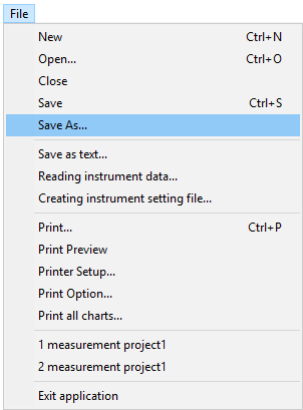 File
New Ctrl+N
Open... Ctrl+O
Close
Save Ctrl+S
Save As...
Save as text...
Reading instrument data...
Creating instrument setting file...
Print... Ctrl+P
Print Preview
Printer Setup...
Print Option...
Print all charts...
1 measurement project1
2 measurement project1
Exit application